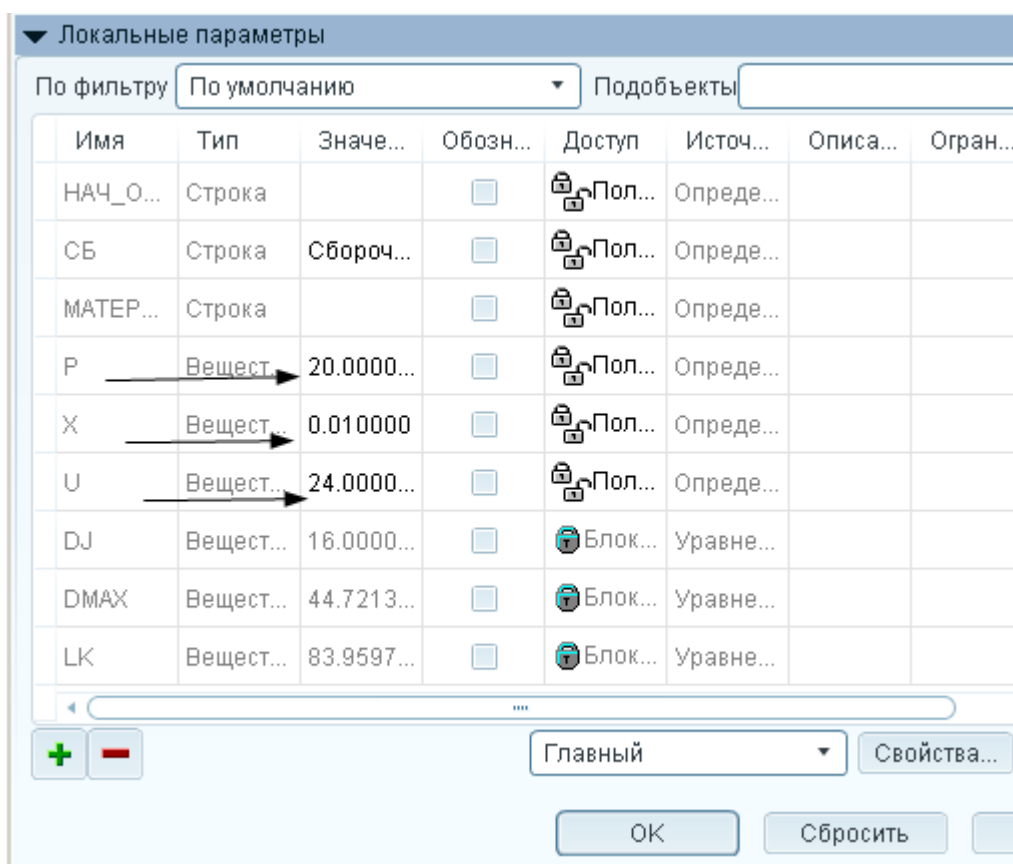 Локальные параметры
По фильтру По умолчанию Подобъекты
Имя Тип Значе... Обозн... Доступ Источ... Описа... Огран...
НАЧ_О... Строка Пол... Опреде...
СБ Строка Сбороч... Пол... Опреде...
МАТЕР... Строка Пол... Опреде...
P Вещест... 20.0000... Пол... Опреде...
X Вещест... 0.010000 Пол... Опреде...
U Вещест... 24.0000... Пол... Опреде...
DJ Вещест... 16.0000... Блок... Уравне...
DMAX Вещест... 44.7213... Блок... Уравне...
LK Вещест... 83.9597... Блок... Уравне...
Главный Свойства...
OK Сбросить